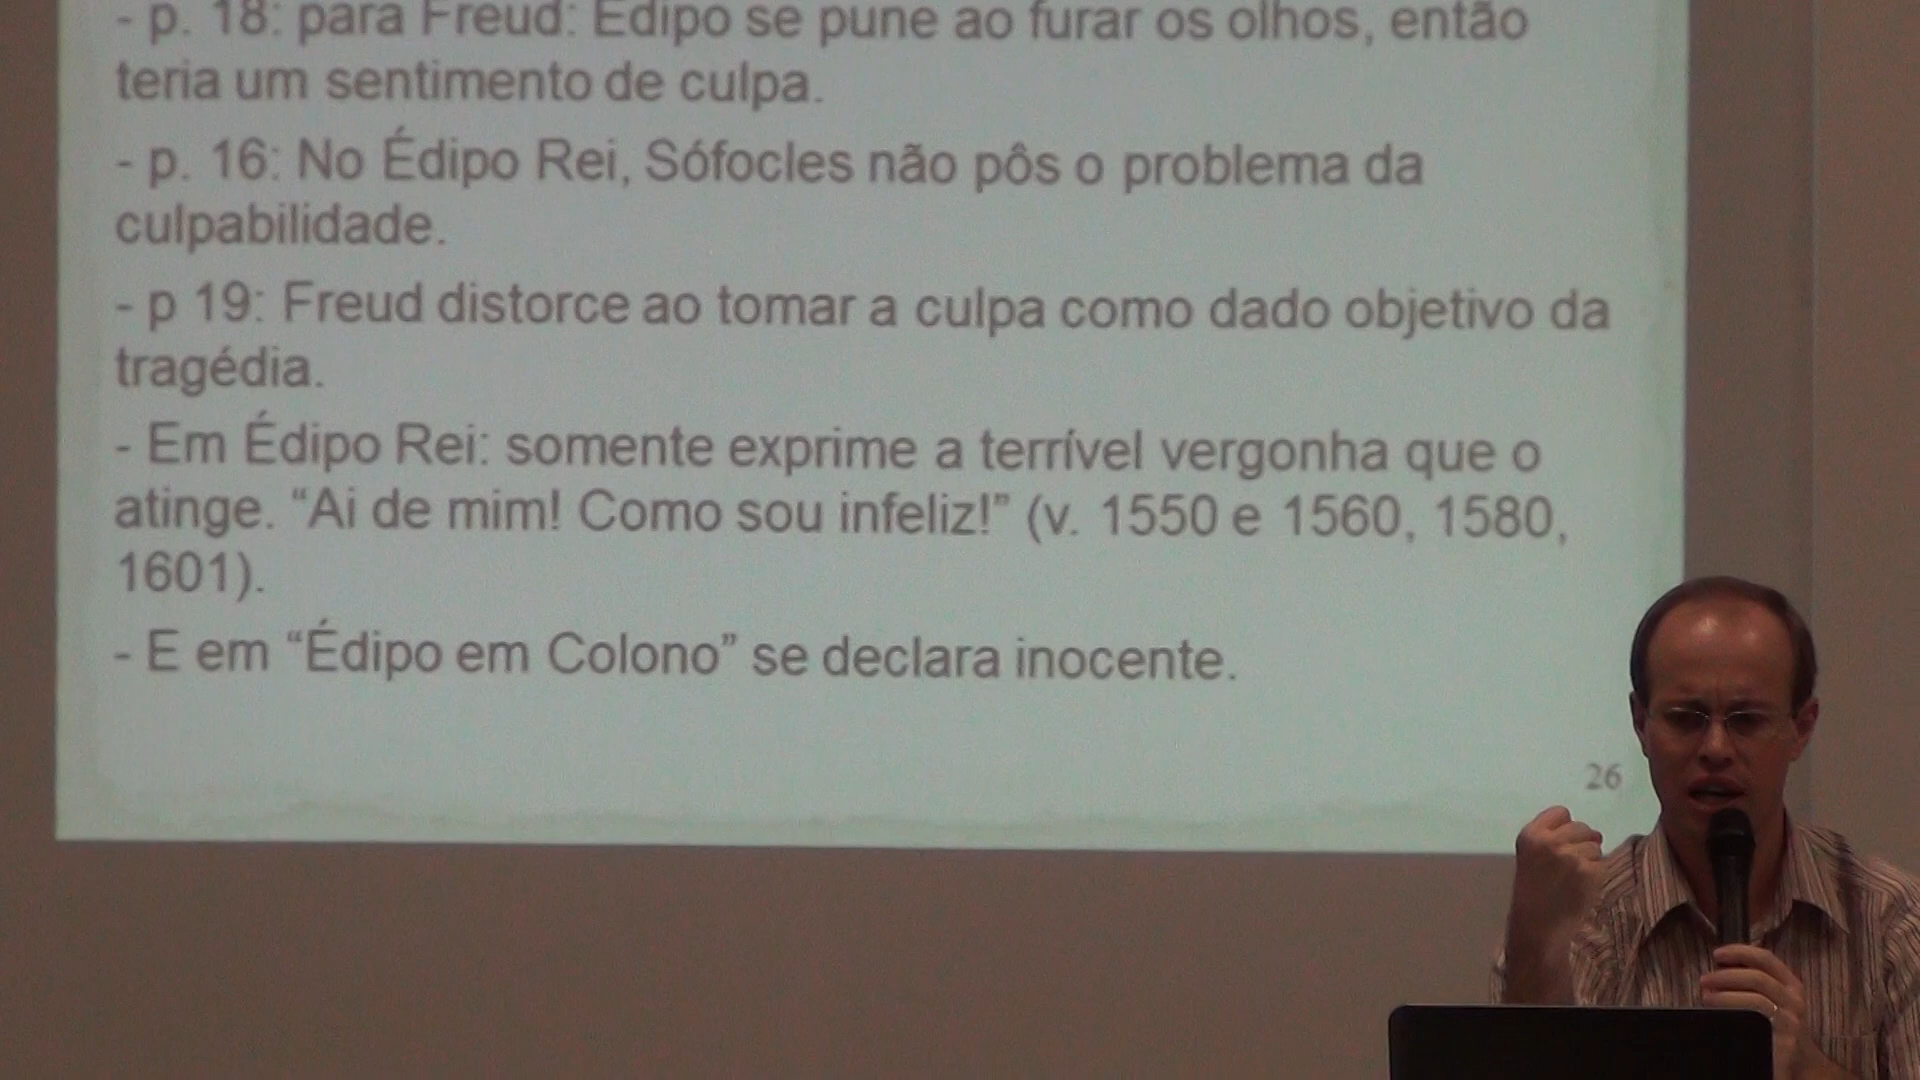 - p. 18: para Freud: Édipo se pune ao furar os olhos, então
teria um sentimento de culpa.
- p. 16: No Édipo Rei, Sófocles não pôs o problema da
culpabilidade.
- p 19: Freud distorce ao tomar a culpa como dado objetivo da
tragédia.
- Em Édipo Rei: somente exprime a terrível vergonha que o
atinge. “Ai de mim! Como sou infeliz!” (v. 1550 e 1560, 1580,
1601).
- E em “Édipo em Colono” se declara inocente.
26